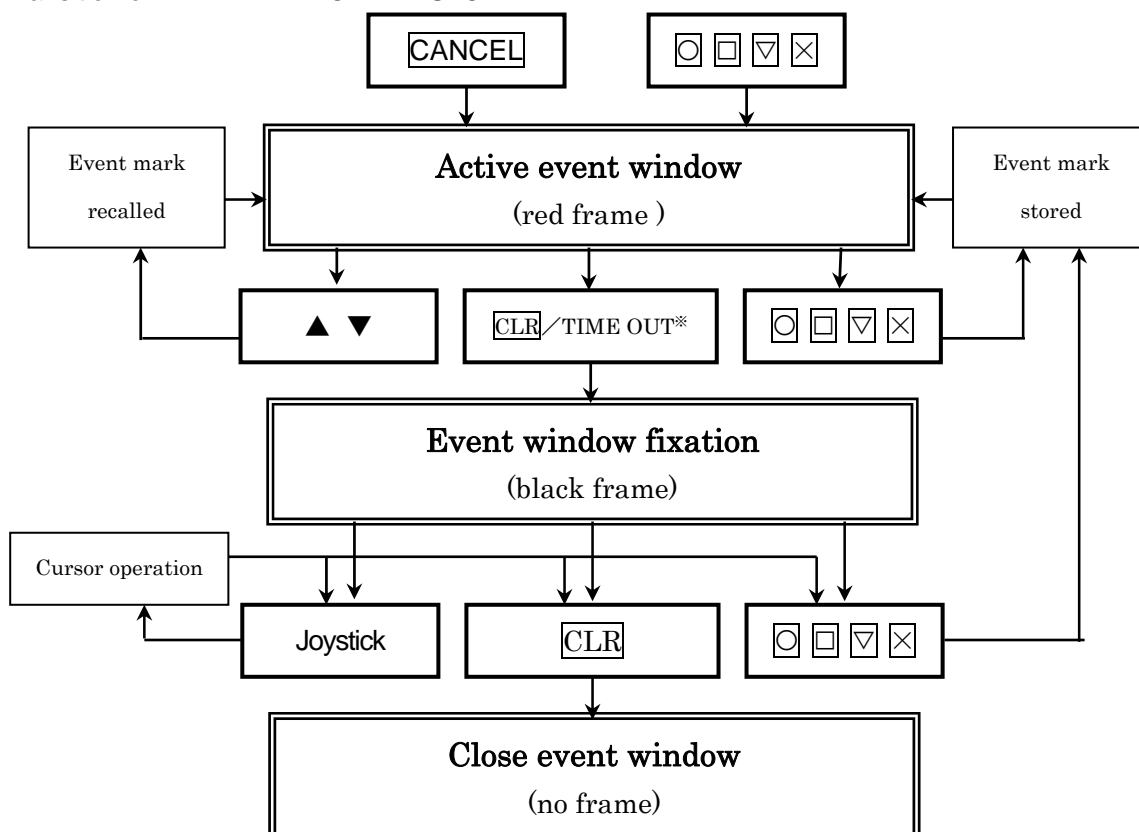 CANCEL
○ □ ▽ ×
Event mark
recalled
Active event window
(red frame )
Event mark
stored
▲ ▼
CLR／TIME OUT※
○ □ ▽ ×
Event window fixation
(black frame)
Cursor operation
Joystick
CLR
○ □ ▽ ×
Close event window
(no frame)